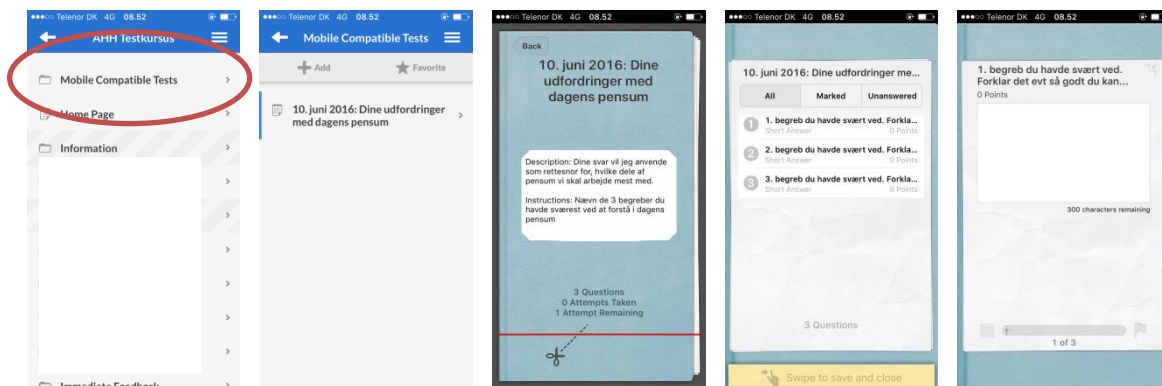 ●●●○○ Telenor DK 4G 08.52
AHH Testkursus
Mobile Compatible Tests
Home Page
Information
Immediate Feedback
●●●○○ Telenor DK 4G 08.52
Mobile Compatible Tests
Add
Favorite
10. juni 2016: Dine udfordringer
med dagens pensum
●●●○○ Telenor DK 4G 08.52
Back
10. juni 2016: Dine
udfordringer med
dagens pensum
Description: Dine svar vil jeg anvende
som rettesnor for, hvilke dele af
pensum vi skal arbejde mest med.
Instructions: Nævn de 3 begreber du
havde sværest ved at forstå i dagens
pensum
3 Questions
0 Attempts Taken
1 Attempt Remaining
●●●○○ Telenor DK 4G 08.52
10. juni 2016: Dine udfordringer me...
All
Marked
Unanswered
1
1. begreb du havde svært ved. Forkla...
Short Answer
0 Points
2
2. begreb du havde svært ved. Forkla...
Short Answer
0 Points
3
3. begreb du havde svært ved. Forkla...
Short Answer
0 Points
3 Questions
Swipe to save and close
●●●○○ Telenor DK 4G 08.52
1. begreb du havde svært ved.
Forklar det evt så godt du kan...
0 Points
300 characters remaining
1 of 3